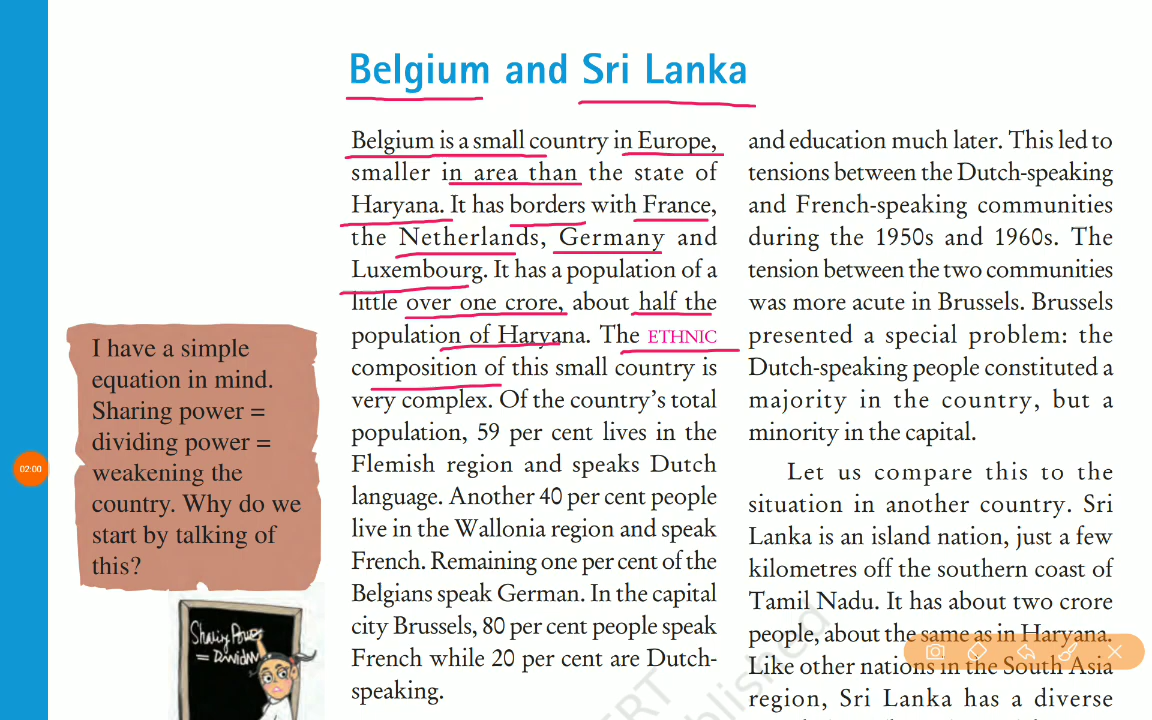 Belgium and Sri Lanka
Belgium is a small country in Europe,
smaller in area than the state of
Haryana. It has borders with France,
the Netherlands, Germany and
Luxembourg. It has a population of a
little over one crore, about half the
population of Haryana. The ETHNIC
composition of this small country is
very complex. Of the country's total
population, 59 per cent lives in the
Flemish region and speaks Dutch
language. Another 40 per cent people
live in the Wallonia region and speak
French. Remaining one per cent of the
Belgians speak German. In the capital
city Brussels, 80 per cent people speak
French while 20 per cent are Dutch-
speaking.
and education much later. This led to
tensions between the Dutch-speaking
and French-speaking communities
during the 1950s and 1960s. The
tension between the two communities
was more acute in Brussels. Brussels
presented a special problem: the
Dutch-speaking people constituted a
majority in the country, but a
minority in the capital.
Let us compare this to the
situation in another country. Sri
Lanka is an island nation, just a few
kilometres off the southern coast of
Tamil Nadu. It has about two crore
people, about the same as in Haryana.
Like other nations in the South Asia
region, Sri Lanka has a diverse
I have a simple
equation in mind.
Sharing power =
dividing power =
weakening the
country. Why do we
start by talking of
this?
Sharing Power
= Dividin
02:00